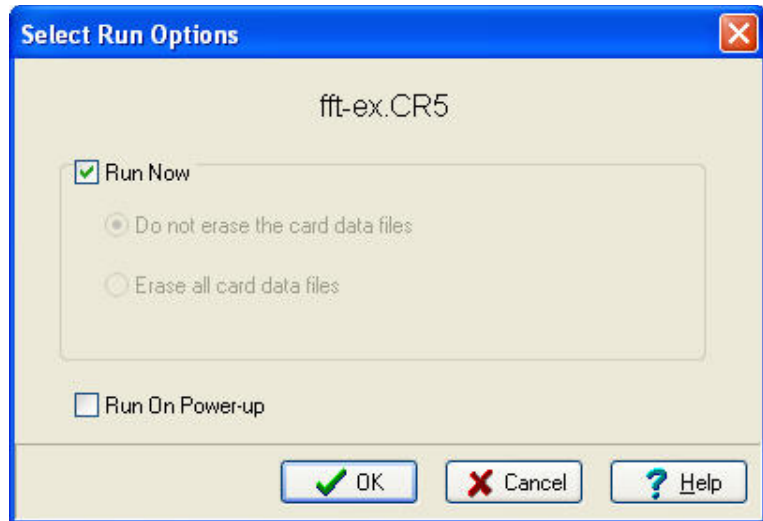 Select Run Options
fft-ex.CR5
Run Now
Do not erase the card data files
Erase all card data files
Run On Power-up
OK Cancel Help